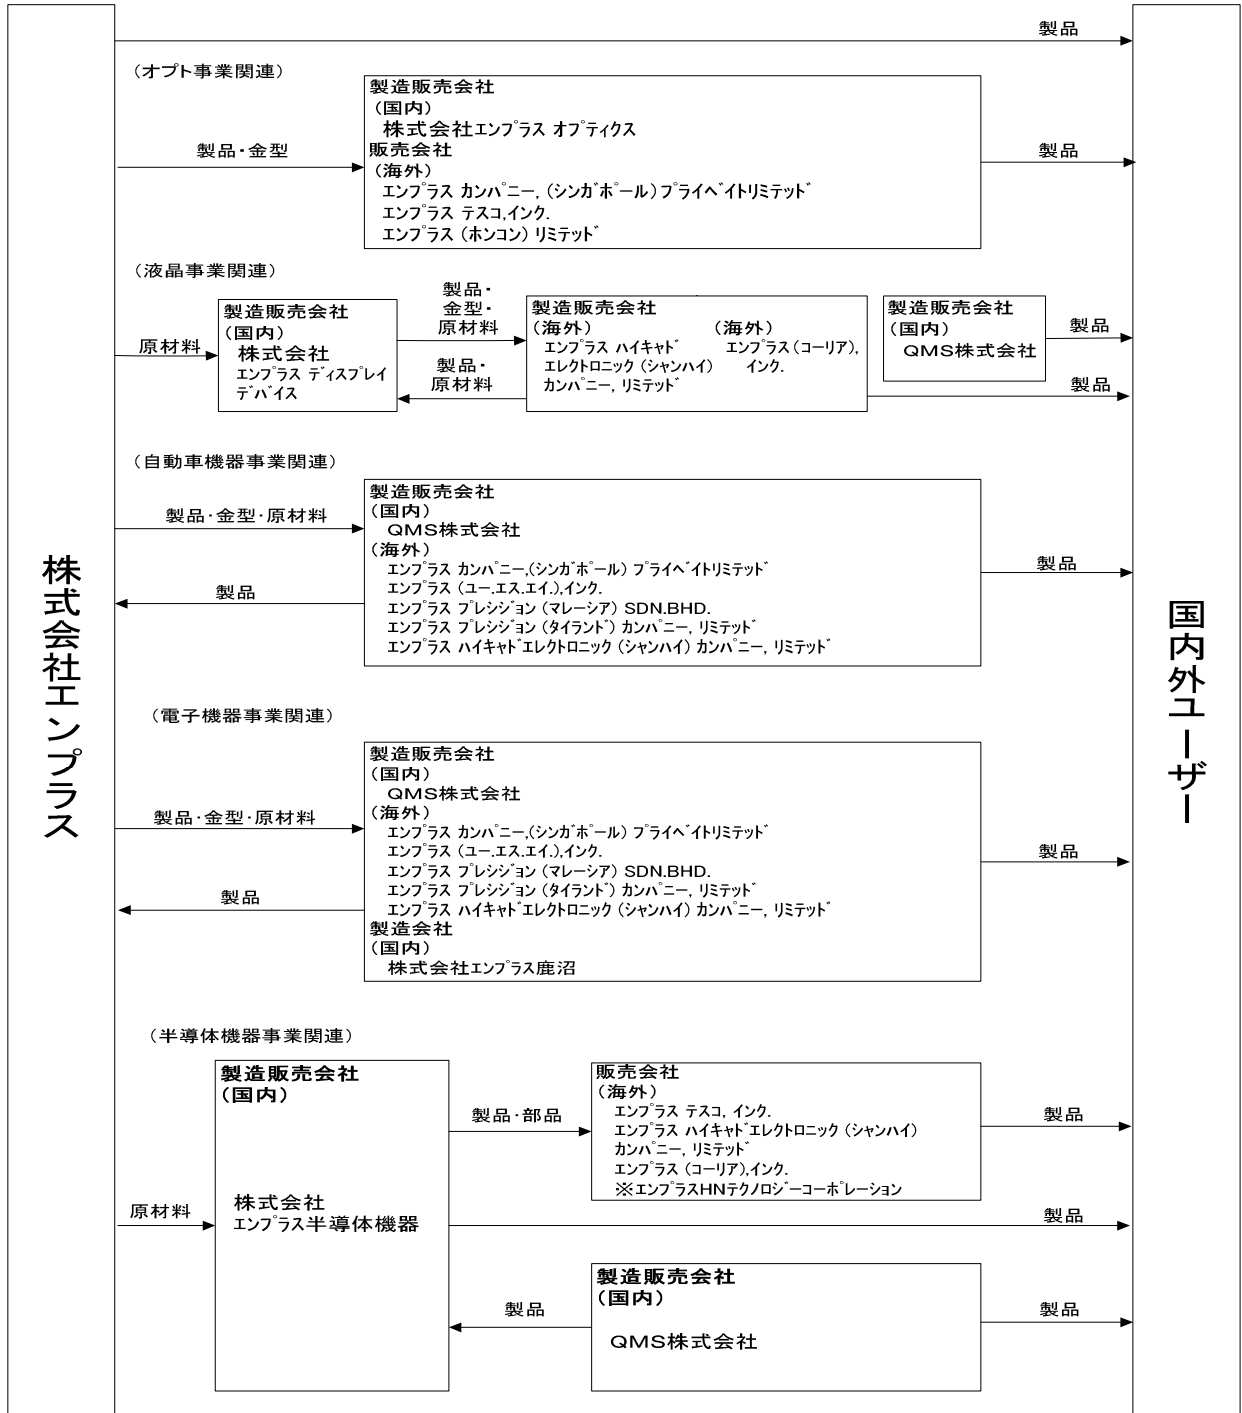 株式会社エンプラス
国内外ユーザー
製品
（オプト事業関連）
製品・金型
製造販売会社
（国内）
株式会社エンプラス オプティクス
販売会社
（海外）
エンプラス カンパニー, （シンガポール）プライベイトリミテッド
エンプラス テスコ,インク.
エンプラス （ホンコン） リミテッド
製品
（液晶事業関連）
原材料
製造販売会社
（国内）
株式会社
エンプラス ディスプレイ
デバイス
製品・
金型・
原材料
製品・
原材料
製造販売会社
（海外）
エンプラス ハイキャド
エレクトロニック （シャンハイ）
カンパニー, リミテッド
（海外）
エンプラス（コーリア）,
インク.
製造販売会社
（国内）
QMS株式会社
製品
製品
（自動車機器事業関連）
製品・金型・原材料
製品
製造販売会社
（国内）
QMS株式会社
（海外）
エンプラス カンパニー,（シンガポール） プライベイトリミテッド
エンプラス （ユー.エス.エイ.）,インク.
エンプラス プレシジョン （マレーシア） SDN.BHD.
エンプラス プレシジョン （タイランド） カンパニー, リミテッド
エンプラス ハイキャドエレクトロニック （シャンハイ） カンパニー, リミテッド
製品
（電子機器事業関連）
製品・金型・原材料
製品
製造販売会社
（国内）
QMS株式会社
（海外）
エンプラス カンパニー,（シンガポール） プライベイトリミテッド
エンプラス （ユー.エス.エイ.）,インク.
エンプラス プレシジョン （マレーシア） SDN.BHD.
エンプラス プレシジョン （タイランド） カンパニー, リミテッド
エンプラス ハイキャドエレクトロニック （シャンハイ） カンパニー, リミテッド
製造会社
（国内）
株式会社エンプラス鹿沼
製品
（半導体機器事業関連）
原材料
製造販売会社
（国内）
株式会社
エンプラス半導体機器
製品・部品
販売会社
（海外）
エンプラス テスコ, インク.
エンプラス ハイキャドエレクトロニック （シャンハイ）
カンパニー, リミテッド
エンプラス （コーリア）,インク.
※エンプラスHNテクノロジーコーポレーション
製品
製品
製品
製造販売会社
（国内）
QMS株式会社
製品